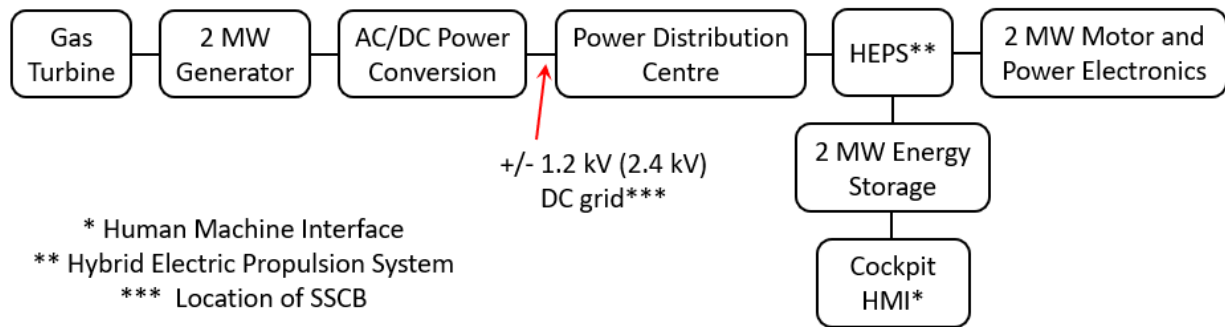 Gas
Turbine
2 MW
Generator
AC/DC Power
Conversion
Power Distribution
Centre
HEPS**
2 MW Motor and
Power Electronics
+/- 1.2 kV (2.4 kV)
DC grid***
2 MW Energy
Storage
Cockpit
HMI*
* Human Machine Interface
** Hybrid Electric Propulsion System
*** Location of SSCB